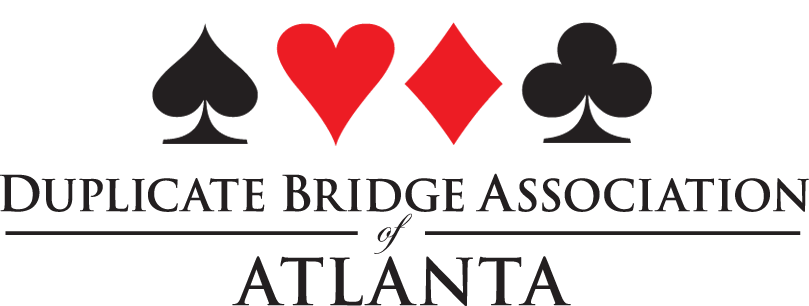 DUPLICATE BRIDGE ASSOCIATION
of
ATLANTA